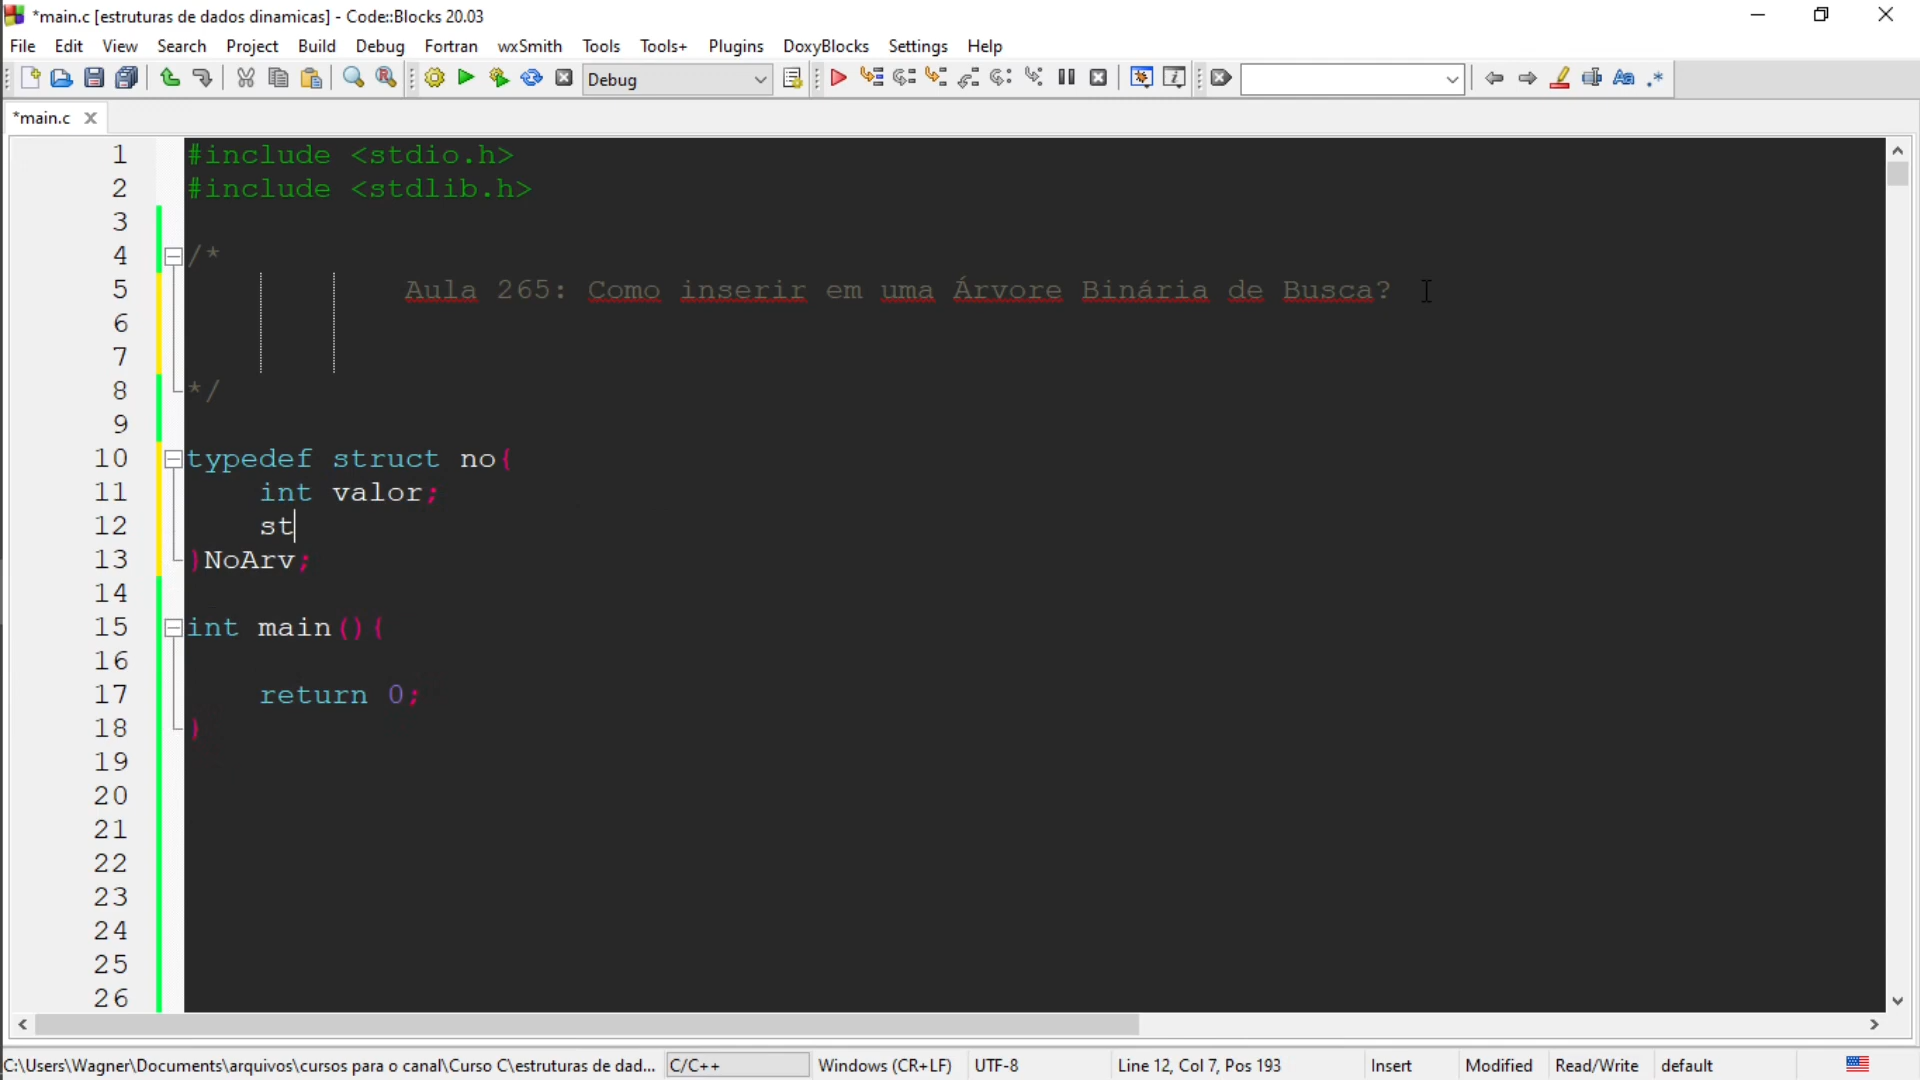 *main.c [estruturas de dados dinamicas] - Code::Blocks 20.03
File Edit View Search Project Build Debug Fortran wxSmith Tools Tools+ Plugins DoxyBlocks Settings Help
Debug
*main.c
1 #include <stdio.h>
2 #include <stdlib.h>
3
4 /*
5 Aula 265: Como inserir em uma Árvore Binária de Busca?
6
7
8 */
9
10 typedef struct no{
11 int valor;
12 st
13 }NoArv;
14
15 int main(){
16
17 return 0;
18 }
19
20
21
22
23
24
25
26
C:\Users\Wagner\Documents\arquivos\cursos para o canal\Curso C\estruturas de dad... C/C++ Windows (CR+LF) UTF-8 Line 12, Col 7, Pos 193 Insert Modified Read/Write default